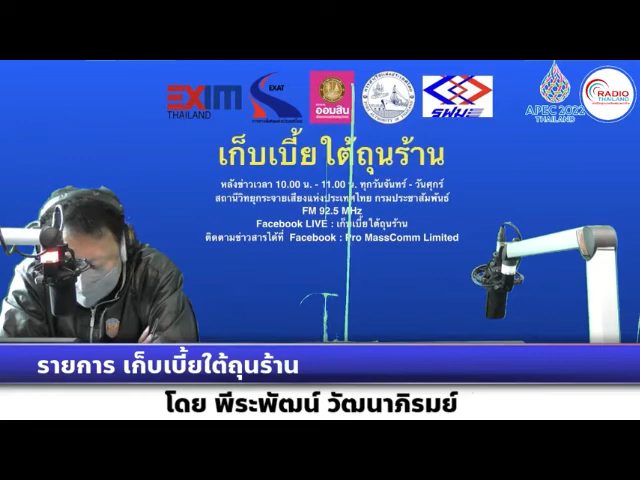 EXIM
THAILAND
EXAT
ออมสิน
รฟม
APEC 2022
THAILAND
RADIO
THAILAND
เก็บเบี้ยใต้ถุนร้าน
หลังข่าวเวลา 10.00 น. - 11.00 น. ทุกวันจันทร์ - วันศุกร์
สถานีวิทยุกระจายเสียงแห่งประเทศไทย กรมประชาสัมพันธ์
FM 92.5 MHz
Facebook LIVE : เก็บเบี้ยใต้ถุนร้าน
ติดตามข่าวสารได้ที่ Facebook : Pro MassComm Limited
รายการ เก็บเบี้ยใต้ถุนร้าน
โดย พีระพัฒน์ วัฒนาภิรมย์